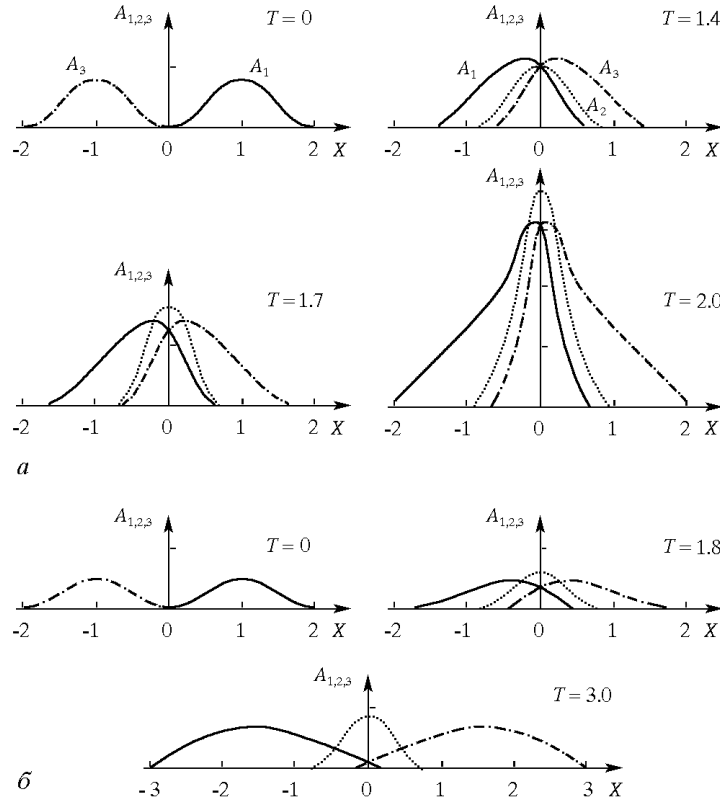 A1,2,3 T = 0
A3 A1
-2 -1 0 1 2 X
A1,2,3 T = 1.4
A1 A3
A2
-2 -1 0 1 2 X
A1,2,3 T = 1.7
-2 -1 0 1 2 X
A1,2,3
T = 2.0
-2 -1 0 1 2 X
а
A1,2,3 T = 0
-2 -1 0 1 2 X
A1,2,3 T = 1.8
-2 -1 0 1 2 X
A1,2,3 T = 3.0
-3 -2 -1 0 1 2 3 X
б